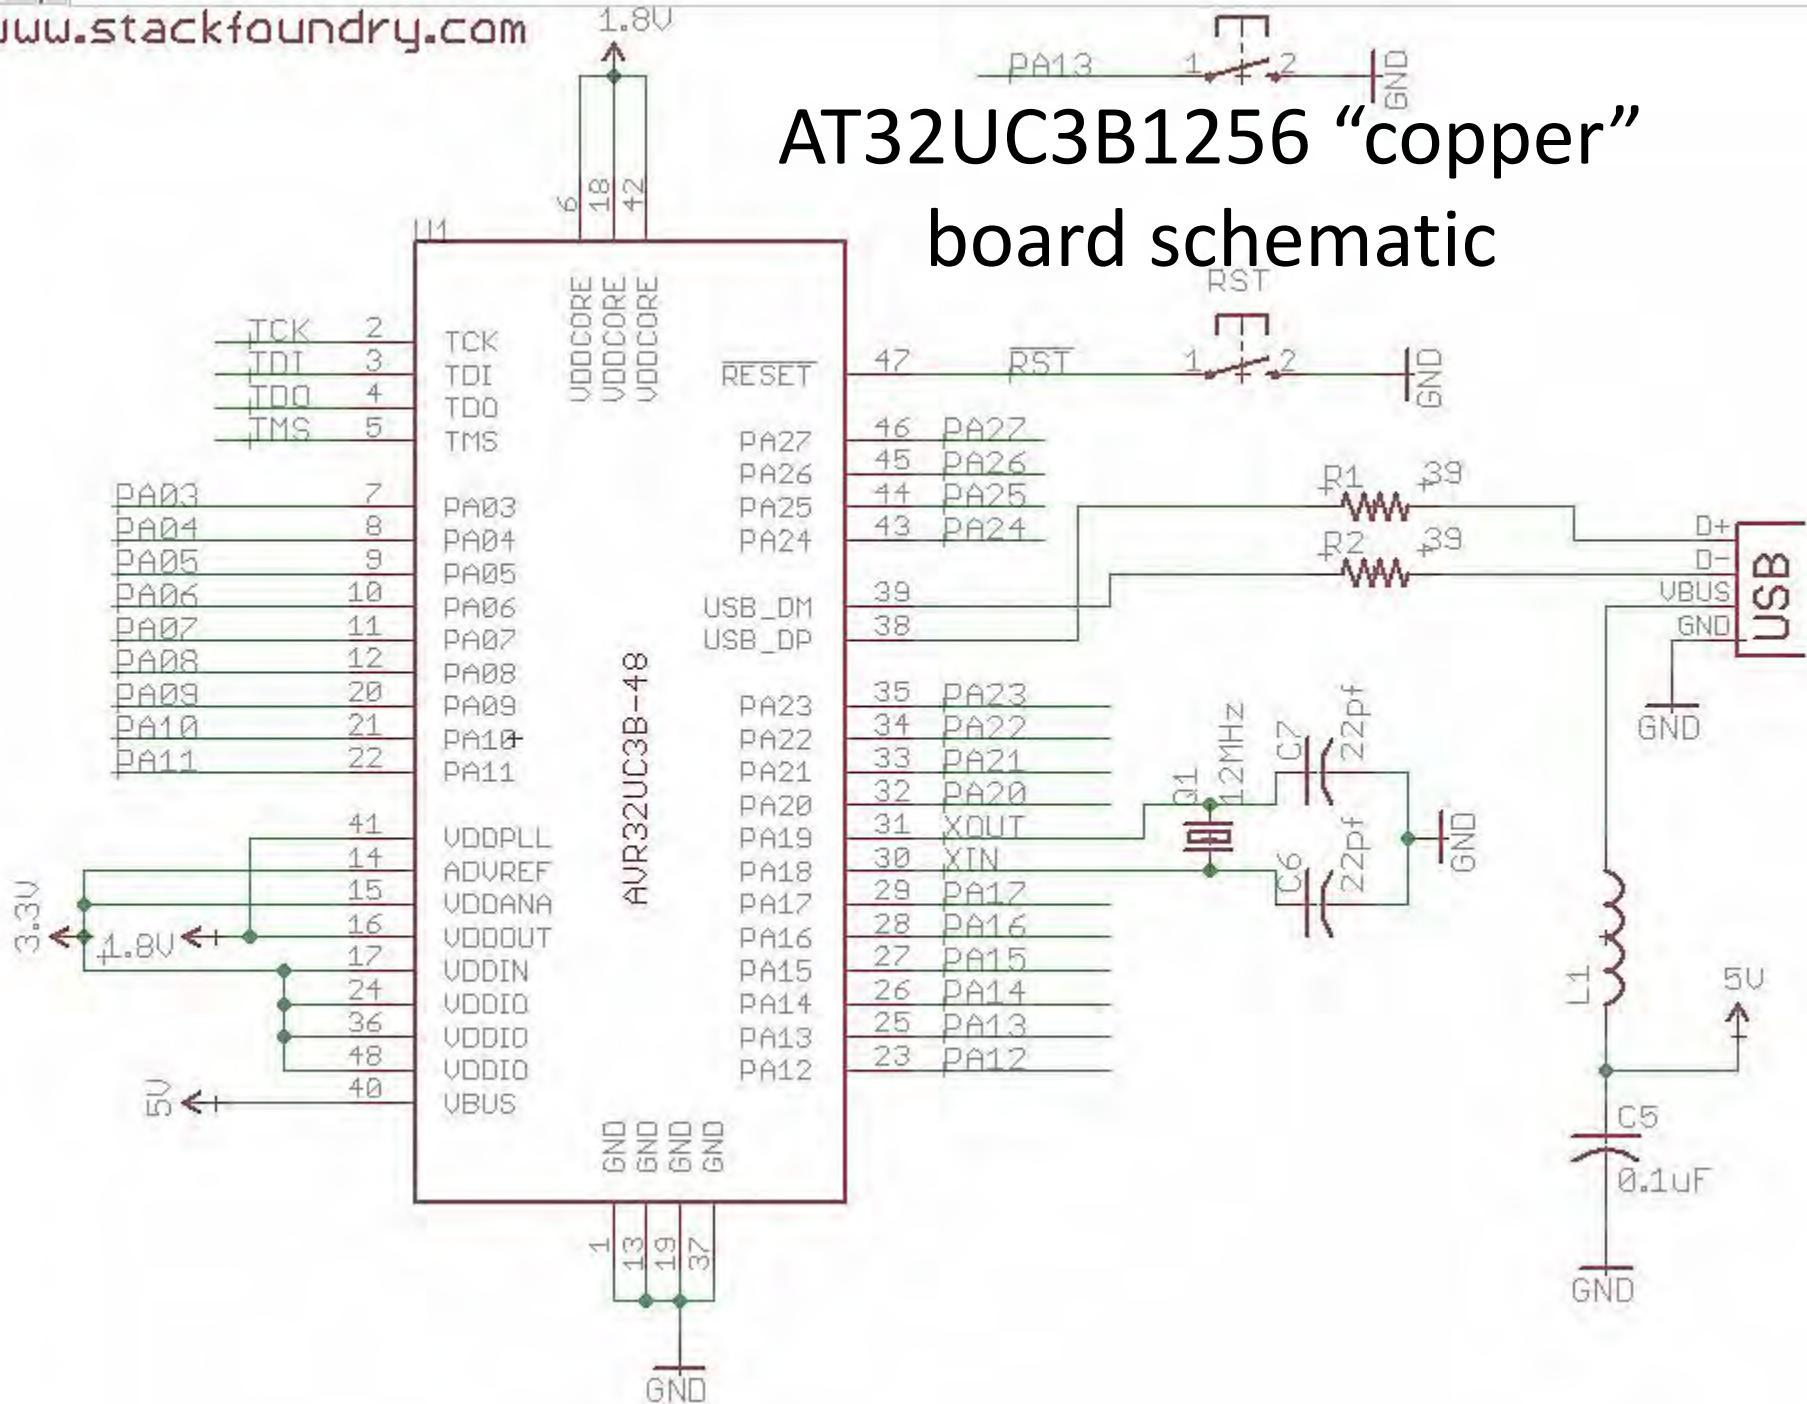 www.stackfoundry.com
1.8V
PA13 1 2 GND
AT32UC3B1256 “copper”
board schematic
6 18 42
U1
VDDCORE VDDCORE VDDCORE
RST
TCK 2 TCK
TDI 3 TDI
TDO 4 TDO
TMS 5 TMS
RESET 47 RST 1 2 GND
PA27 46 PA27
PA26 45 PA26
PA25 44 PA25
PA24 43 PA24
PA03 7 PA03
PA04 8 PA04
PA05 9 PA05
PA06 10 PA06
PA07 11 PA07
PA08 12 PA08
PA09 20 PA09
PA10 21 PA10
PA11 22 PA11
R1 39
R2 39
USB_DM 39
USB_DP 38
D+
D-
VBUS
GND
USB
GND
AVR32UC3B-48
PA23 35 PA23
PA22 34 PA22
PA21 33 PA21
PA20 32 PA20
PA19 31 XOUT
PA18 30 XIN
PA17 29 PA17
PA16 28 PA16
PA15 27 PA15
PA14 26 PA14
PA13 25 PA13
PA12 23 PA12
Q1 12MHz
C7 22pf
C6 22pf
GND
41 VDDPLL
14 ADVREF
15 VDDANA
3.3V
1.8V 16 VDDOUT
17 VDDIN
24 VDDIO
36 VDDIO
48 VDDIO
5V 40 VBUS
L1
5V
C5
0.1uF
GND
GND GND GND GND
1 13 19 37
GND